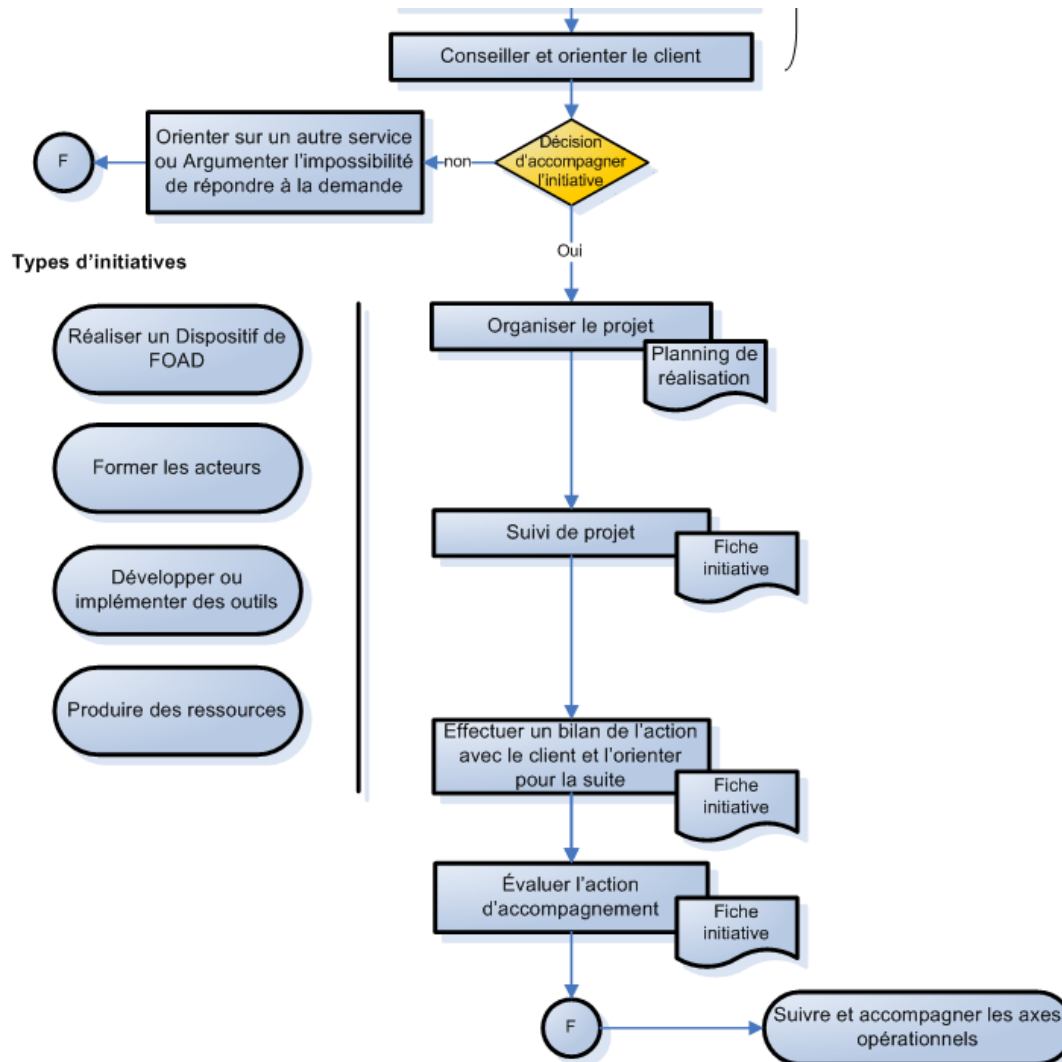 Conseiller et orienter le client
Orienter sur un autre service
ou Argumenter l'impossibilité
de répondre à la demande
F
non
Décision
d'accompagner
l'initiative
Oui
Types d'initiatives
Réaliser un Dispositif de
FOAD
Former les acteurs
Développer ou
implémenter des outils
Produire des ressources
Organiser le projet
Planning de
réalisation
Suivi de projet
Fiche
initiative
Effectuer un bilan de l'action
avec le client et l'orienter
pour la suite
Fiche
initiative
Évaluer l'action
d'accompagnement
Fiche
initiative
F
Suivre et accompagner les axes
opérationnels